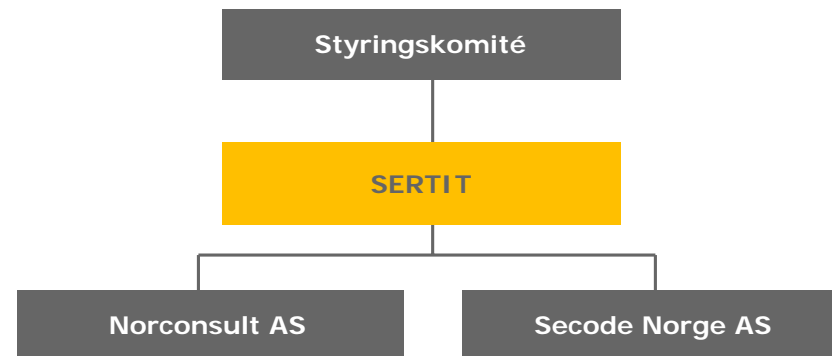 Styringskomité
SERTIT
Norconsult AS
Secode Norge AS